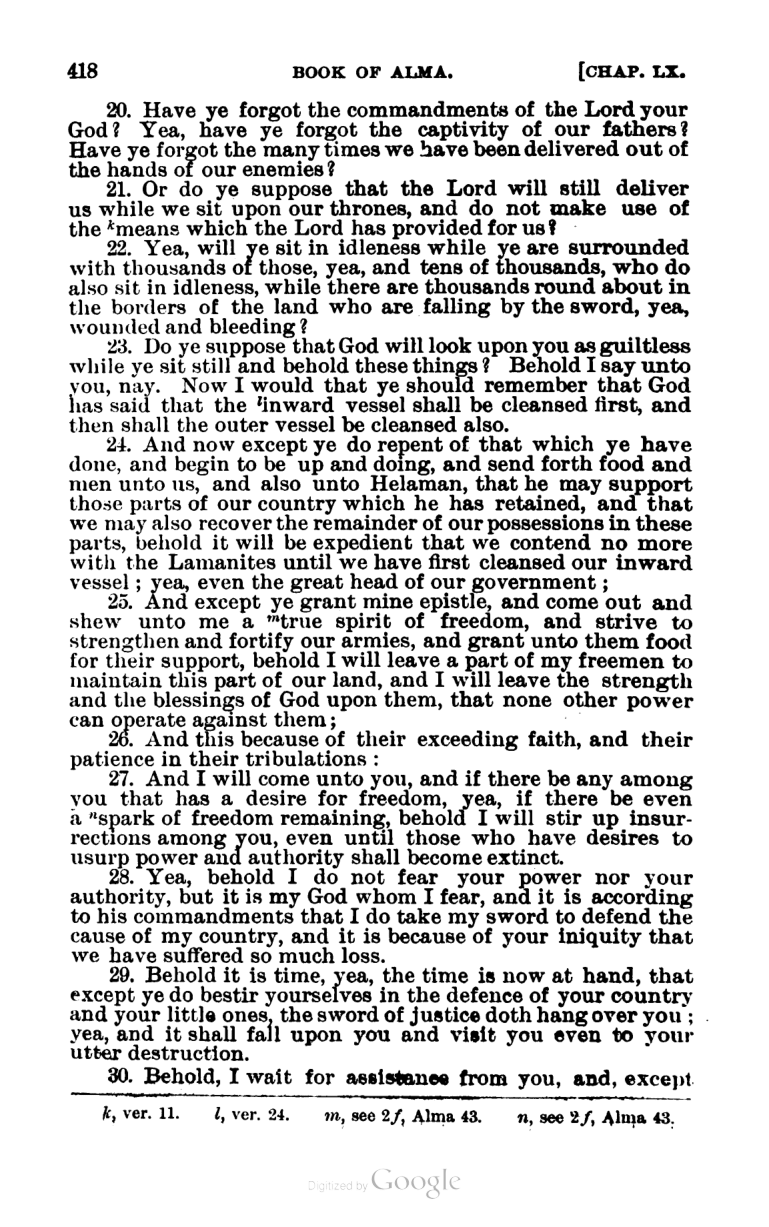 418 BOOK OF ALMA. [CHAP. LX.
20. Have ye forgot the commandments of the Lord your
God? Yea, have ye forgot the captivity of our fathers?
Have ye forgot the many times we have been delivered out of
the hands of our enemies?
21. Or do ye suppose that the Lord will still deliver
us while we sit upon our thrones, and do not make use of
the kmeans which the Lord has provided for us?
22. Yea, will ye sit in idleness while ye are surrounded
with thousands of those, yea, and tens of thousands, who do
also sit in idleness, while there are thousands round about in
the borders of the land who are falling by the sword, yea,
wounded and bleeding?
23. Do ye suppose that God will look upon you as guiltless
while ye sit still and behold these things? Behold I say unto
you, nay. Now I would that ye should remember that God
has said that the linward vessel shall be cleansed first, and
then shall the outer vessel be cleansed also.
24. And now except ye do repent of that which ye have
done, and begin to be up and doing, and send forth food and
men unto us, and also unto Helaman, that he may support
those parts of our country which he has retained, and that
we may also recover the remainder of our possessions in these
parts, behold it will be expedient that we contend no more
with the Lamanites until we have first cleansed our inward
vessel; yea, even the great head of our government;
25. And except ye grant mine epistle, and come out and
shew unto me a mtrue spirit of freedom, and strive to
strengthen and fortify our armies, and grant unto them food
for their support, behold I will leave a part of my freemen to
maintain this part of our land, and I will leave the strength
and the blessings of God upon them, that none other power
can operate against them;
26. And this because of their exceeding faith, and their
patience in their tribulations:
27. And I will come unto you, and if there be any among
you that has a desire for freedom, yea, if there be even
a nspark of freedom remaining, behold I will stir up insur-
rections among you, even until those who have desires to
usurp power and authority shall become extinct.
28. Yea, behold I do not fear your power nor your
authority, but it is my God whom I fear, and it is according
to his commandments that I do take my sword to defend the
cause of my country, and it is because of your iniquity that
we have suffered so much loss.
29. Behold it is time, yea, the time is now at hand, that
except ye do bestir yourselves in the defence of your country
and your little ones, the sword of justice doth hang over you;
yea, and it shall fall upon you and visit you even to your
utter destruction.
30. Behold, I wait for assistance from you, and, except
k, ver. 11. l, ver. 24. m, see 2f, Alma 43. n, see 2f, Alma 43.
Digitized by Google